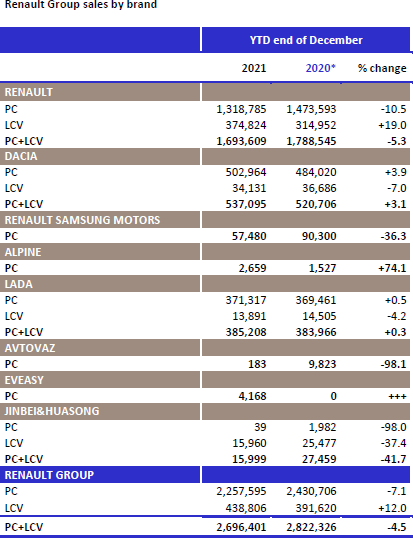 Renault Group sales by brand
YTD end of December
2021 2020* % change
RENAULT
PC 1,318,785 1,473,593 -10.5
LCV 374,824 314,952 +19.0
PC+LCV 1,693,609 1,788,545 -5.3
DACIA
PC 502,964 484,020 +3.9
LCV 34,131 36,686 -7.0
PC+LCV 537,095 520,706 +3.1
RENAULT SAMSUNG MOTORS
PC 57,480 90,300 -36.3
ALPINE
PC 2,659 1,527 +74.1
LADA
PC 371,317 369,461 +0.5
LCV 13,891 14,505 -4.2
PC+LCV 385,208 383,966 +0.3
AVTOVAZ
PC 183 9,823 -98.1
EVEASY
PC 4,168 0 +++
JINBEI&HUASONG
PC 39 1,982 -98.0
LCV 15,960 25,477 -37.4
PC+LCV 15,999 27,459 -41.7
RENAULT GROUP
PC 2,257,595 2,430,706 -7.1
LCV 438,806 391,620 +12.0
PC+LCV 2,696,401 2,822,326 -4.5